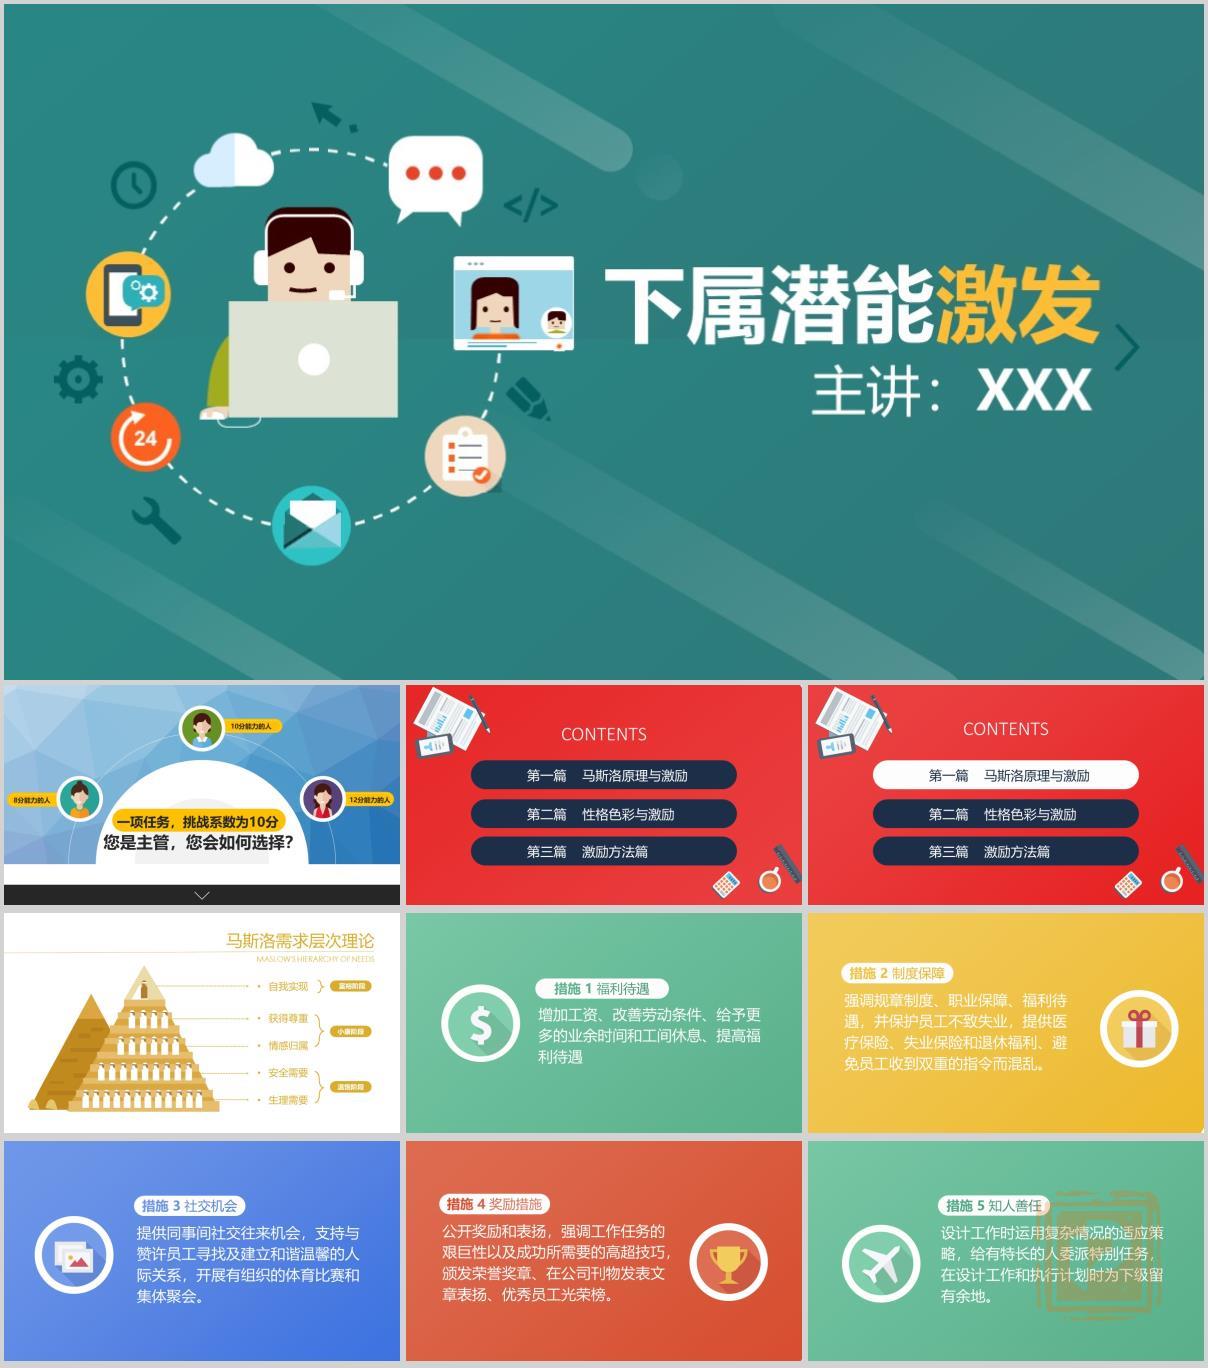 24
</>
下属潜能激发
主讲：XXX
10分能力的人
8分能力的人
12分能力的人
一项任务，挑战系数为10分
您是主管，您会如何选择？
CONTENTS
第一篇 马斯洛原理与激励
第二篇 性格色彩与激励
第三篇 激励方法篇
CONTENTS
第一篇 马斯洛原理与激励
第二篇 性格色彩与激励
第三篇 激励方法篇
马斯洛需求层次理论
MASLOW'S HIERARCHY OF NEEDS
自我实现
富裕阶段
获得尊重
小康阶段
情感归属
安全需要
温饱阶段
生理需要
措施 1 福利待遇
增加工资、改善劳动条件、给予更
多的业余时间和工间休息、提高福
利待遇
措施 2 制度保障
强调规章制度、职业保障、福利待
遇，并保护员工不致失业，提供医
疗保险、失业保险和退休福利、避
免员工收到双重的指令而混乱。
措施 3 社交机会
提供同事间社交往来机会，支持与
赞许员工寻找及建立和谐温馨的人
际关系，开展有组织的体育比赛和
集体聚会。
措施 4 奖励措施
公开奖励和表扬，强调工作任务的
艰巨性以及成功所需要的高超技巧，
颁发荣誉奖章、在公司刊物发表文
章表扬、优秀员工光荣榜。
措施 5 知人善任
设计工作时运用复杂情况的适应策
略，给有特长的人委派特别任务，
在设计工作和执行计划时为下级留
有余地。